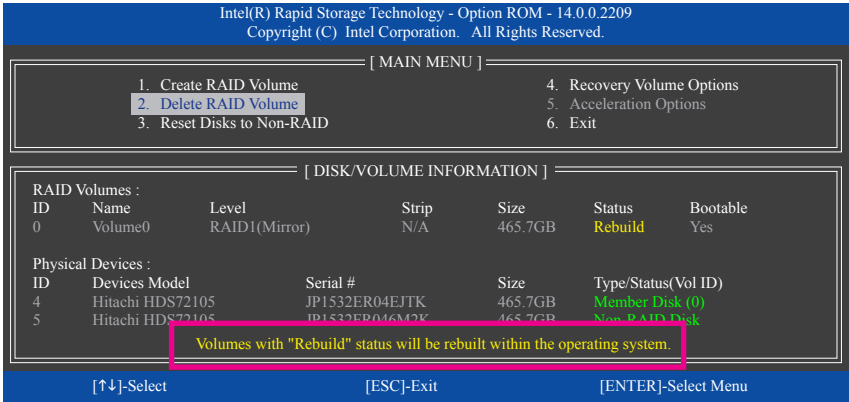 Intel(R) Rapid Storage Technology - Option ROM - 14.0.0.2209
Copyright (C) Intel Corporation. All Rights Reserved.
[ MAIN MENU ]
1. Create RAID Volume
2. Delete RAID Volume
3. Reset Disks to Non-RAID
4. Recovery Volume Options
5. Acceleration Options
6. Exit
[ DISK/VOLUME INFORMATION ]
RAID Volumes :
ID Name Level Strip Size Status Bootable
0 Volume0 RAID1(Mirror) N/A 465.7GB Rebuild Yes
Physical Devices :
ID Devices Model Serial # Size Type/Status(Vol ID)
4 Hitachi HDS72105 JP1532ER04EJTK 465.7GB Member Disk (0)
5 Hitachi HDS72105 JP1532ER046M2K 465.7GB Non-RAID Disk
Volumes with "Rebuild" status will be rebuilt within the operating system.
[↑↓]-Select [ESC]-Exit [ENTER]-Select Menu